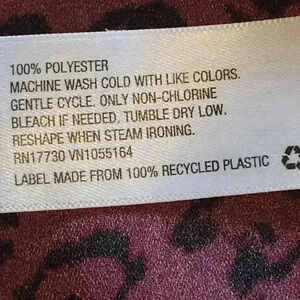 100% POLYESTER
MACHINE WASH COLD WITH LIKE COLORS.
GENTLE CYCLE. ONLY NON-CHLORINE
BLEACH IF NEEDED. TUMBLE DRY LOW.
RESHAPE WHEN STEAM IRONING.
RN17730 VN1055164
LABEL MADE FROM 100% RECYCLED PLASTIC